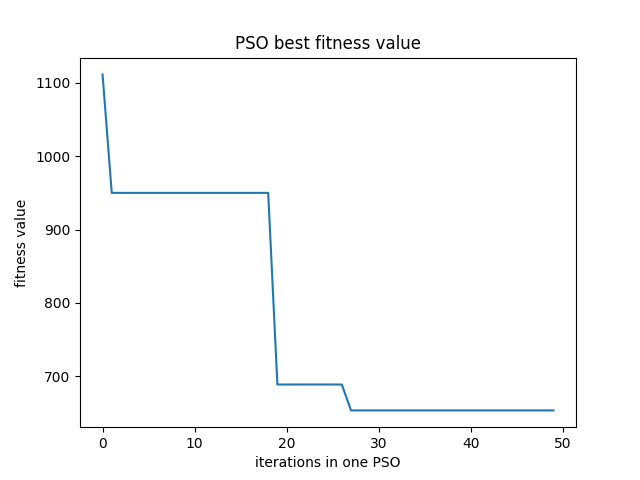 PSO best fitness value
1100
1000
900
800
700
fitness value
0 10 20 30 40 50
iterations in one PSO